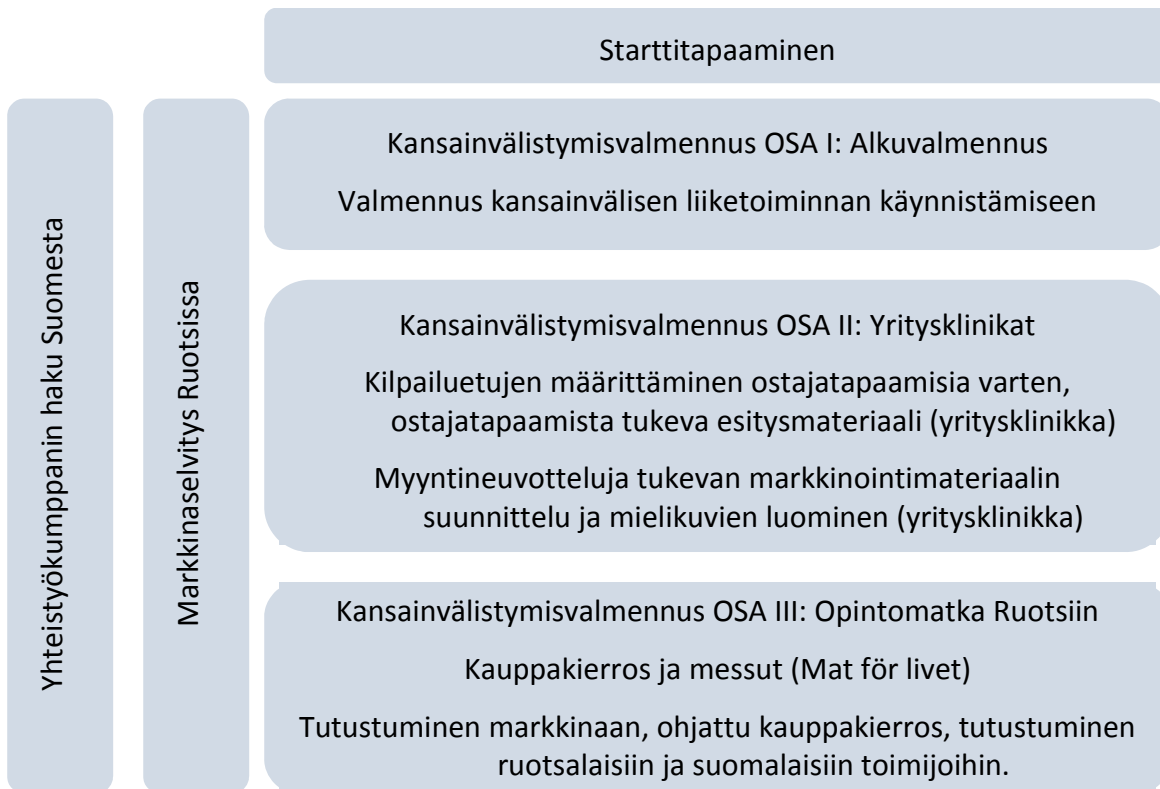 Starttitapaaminen
Yhteistyökumppanin haku Suomesta
Markkinaselvitys Ruotsissa
Kansainvälistymisvalmennus OSA I: Alkuvalmennus
Valmennus kansainvälisen liiketoiminnan käynnistämiseen
Kansainvälistymisvalmennus OSA II: Yritysklinikat
Kilpailuetujen määrittäminen ostajatapaamisia varten,
ostajatapaamista tukeva esitysmateriaali (yritysklinikka)
Myyntineuvotteluja tukevan markkinointimateriaalin
suunnittelu ja mielikuvien luominen (yritysklinikka)
Kansainvälistymisvalmennus OSA III: Opintomatka Ruotsiin
Kauppakierros ja messut (Mat för livet)
Tutustuminen markkinaan, ohjattu kauppakierros, tutustuminen
ruotsalaisiin ja suomalaisiin toimijoihin.